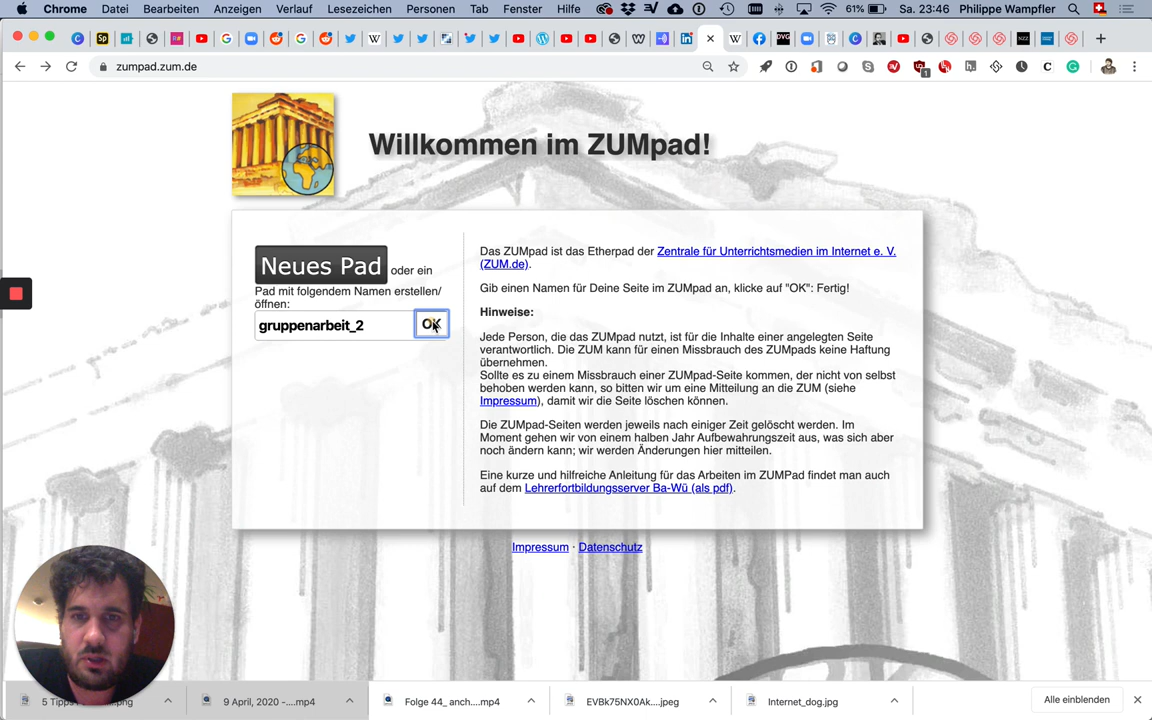 Chrome Datei Bearbeiten Anzeigen Verlauf Lesezeichen Personen Tab Fenster Hilfe 61% Sa. 23:46 Philippe Wampfler
zumpad.zum.de
Willkommen im ZUMpad!
Neues Pad oder ein
Pad mit folgendem Namen erstellen/
öffnen:
gruppenarbeit_2 OK
Das ZUMpad ist das Etherpad der Zentrale für Unterrichtsmedien im Internet e. V.
(ZUM.de).
Gib einen Namen für Deine Seite im ZUMpad an, klicke auf "OK": Fertig!
Hinweise:
Jede Person, die das ZUMpad nutzt, ist für die Inhalte einer angelegten Seite
verantwortlich. Die ZUM kann für einen Missbrauch des ZUMpads keine Haftung
übernehmen.
Sollte es zu einem Missbrauch einer ZUMpad-Seite kommen, der nicht von selbst
behoben werden kann, so bitten wir um eine Mitteilung an die ZUM (siehe
Impressum), damit wir die Seite löschen können.
Die ZUMpad-Seiten werden jeweils nach einiger Zeit gelöscht werden. Im
Moment gehen wir von einem halben Jahr Aufbewahrungszeit aus, was sich aber
noch ändern kann; wir werden Änderungen hier mitteilen.
Eine kurze und hilfreiche Anleitung für das Arbeiten im ZUMPad findet man auch
auf dem Lehrerfortbildungsserver Ba-Wü (als pdf).
Impressum · Datenschutz
5 Tipps 9 April, 2020 -....mp4 Folge 44_ anch....mp4 EVBk75NX0Ak....jpeg Internet_dog.jpg Alle einblenden